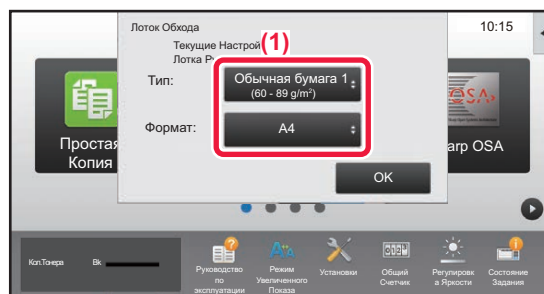 Лоток Обхода
10:15
Текущие Настрой
(1)
Лотка Р
Тип:
Обычная бумага 1
(60 - 89 g/m²)
Формат:
A4
OK
Простая
Копия
arp OSA
Кол.Тонера
Bk
Руководство
по
эксплуатации
Режим
Увеличенного
Показа
Установки
Общий
Счетчик
Регулировк
а Яркости
Состояние
Задания